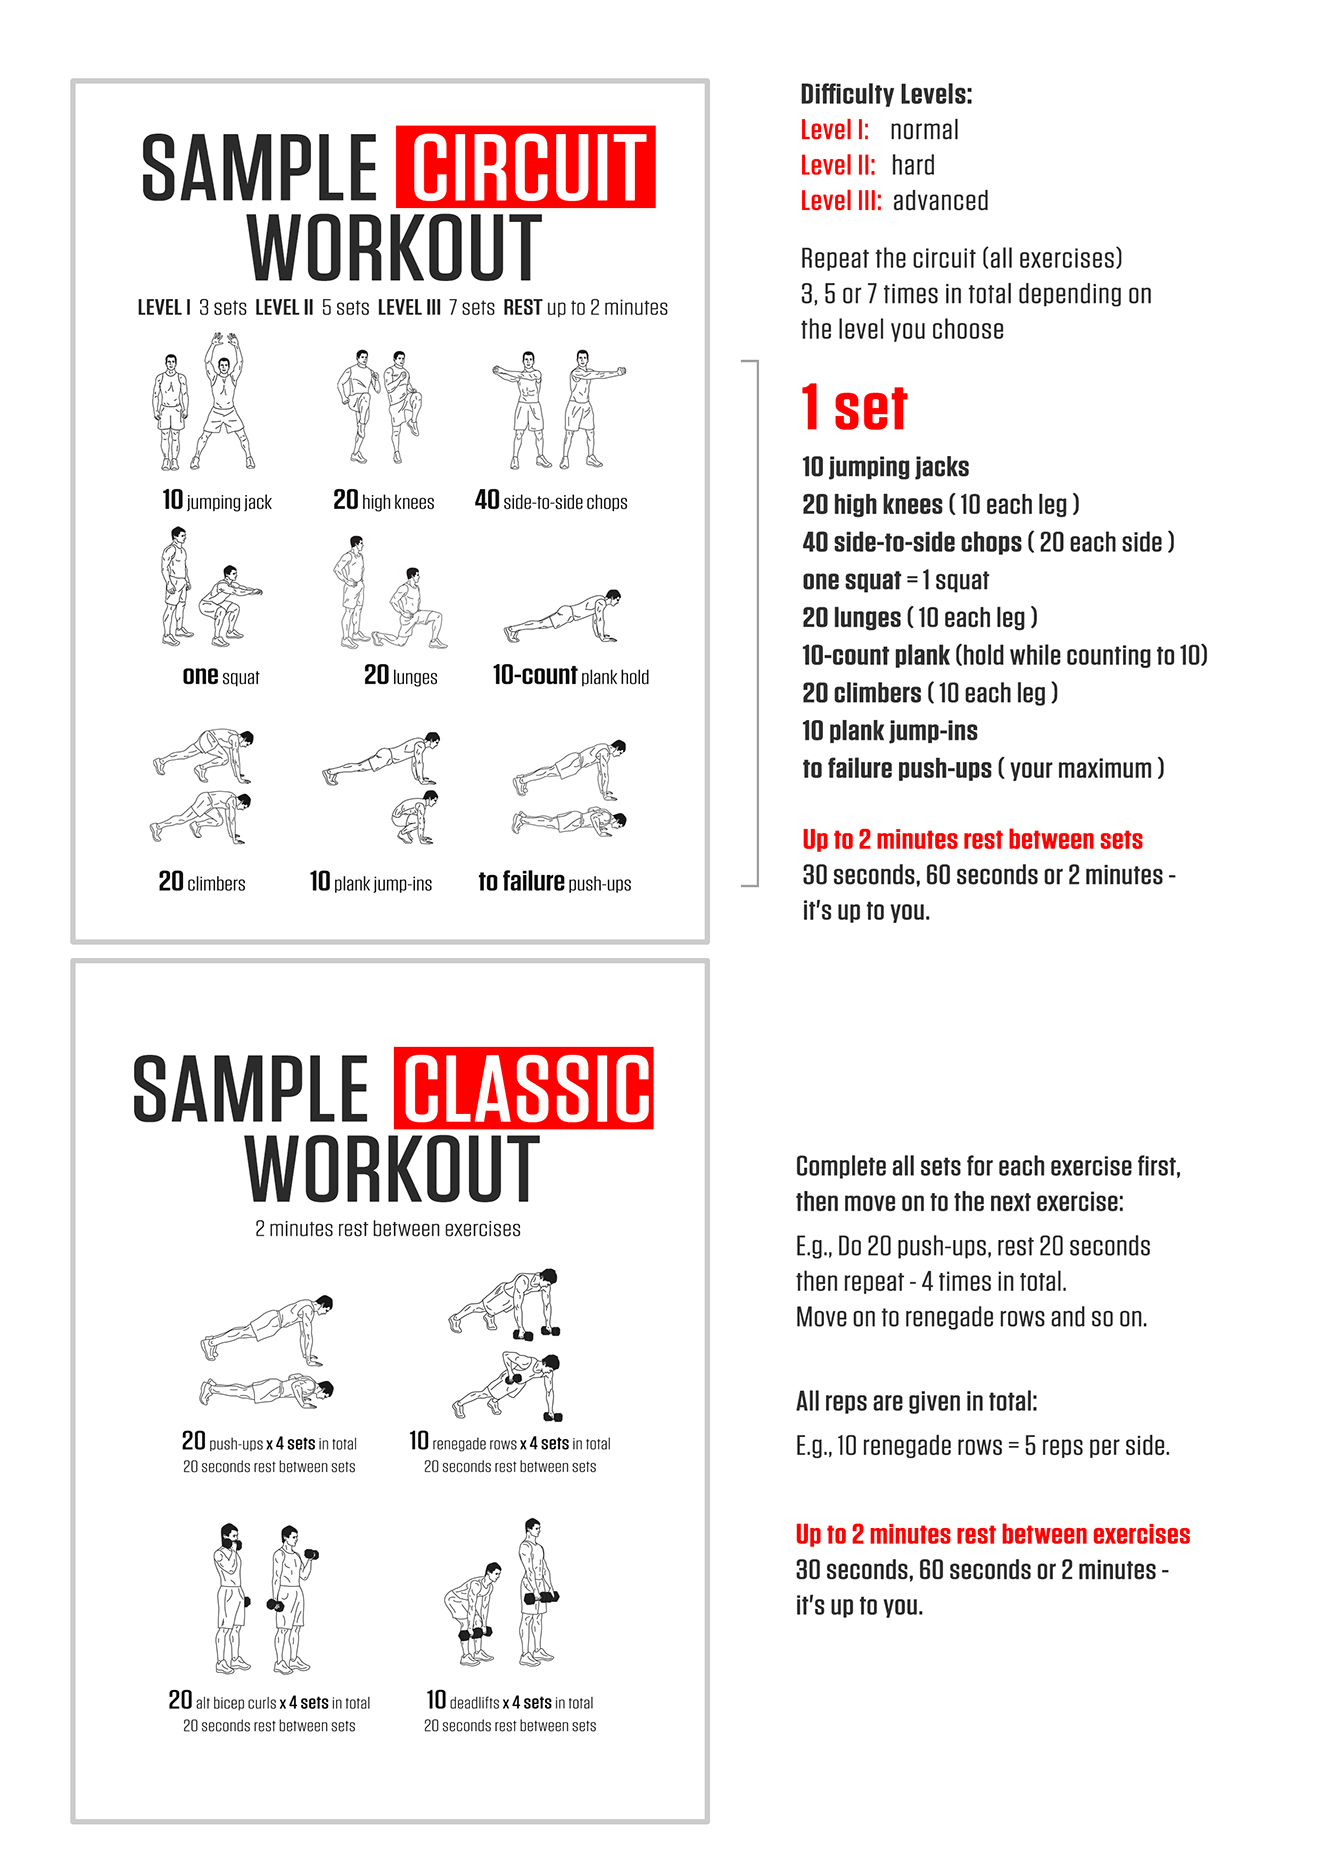 SAMPLE CIRCUIT
WORKOUT
LEVEL I 3 sets LEVEL II 5 sets LEVEL III 7 sets REST up to 2 minutes
10 jumping jack
20 high knees
40 side-to-side chops
one squat
20 lunges
10-count plank hold
20 climbers
10 plank jump-ins
to failure push-ups
Difficulty Levels:
Level I: normal
Level II: hard
Level III: advanced
Repeat the circuit (all exercises)
3, 5 or 7 times in total depending on
the level you choose
1 set
10 jumping jacks
20 high knees ( 10 each leg )
40 side-to-side chops ( 20 each side )
one squat = 1 squat
20 lunges ( 10 each leg )
10-count plank (hold while counting to 10)
20 climbers ( 10 each leg )
10 plank jump-ins
to failure push-ups ( your maximum )
Up to 2 minutes rest between sets
30 seconds, 60 seconds or 2 minutes -
it's up to you.
SAMPLE CLASSIC
WORKOUT
2 minutes rest between exercises
20 push-ups x 4 sets in total
20 seconds rest between sets
10 renegade rows x 4 sets in total
20 seconds rest between sets
20 alt bicep curls x 4 sets in total
20 seconds rest between sets
10 deadlifts x 4 sets in total
20 seconds rest between sets
Complete all sets for each exercise first,
then move on to the next exercise:
E.g., Do 20 push-ups, rest 20 seconds
then repeat - 4 times in total.
Move on to renegade rows and so on.
All reps are given in total:
E.g., 10 renegade rows = 5 reps per side.
Up to 2 minutes rest between exercises
30 seconds, 60 seconds or 2 minutes -
it's up to you.